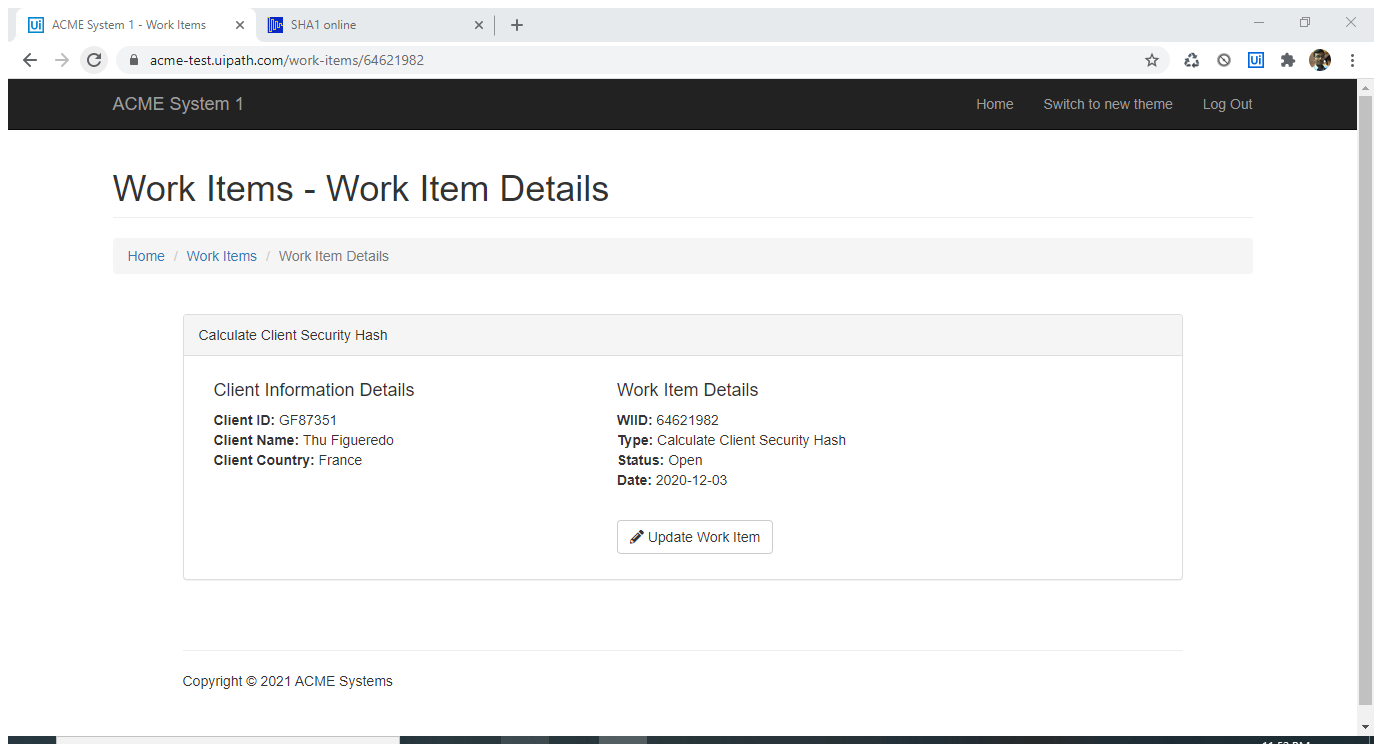 Ui ACME System 1 - Work Items
SHA1 online
acme-test.uipath.com/work-items/64621982
Ui
ACME System 1 Home Switch to new theme Log Out
Work Items - Work Item Details
Home / Work Items / Work Item Details
Calculate Client Security Hash
Client Information Details
Client ID: GF87351
Client Name: Thu Figueredo
Client Country: France
Work Item Details
WIID: 64621982
Type: Calculate Client Security Hash
Status: Open
Date: 2020-12-03
Update Work Item
Copyright © 2021 ACME Systems